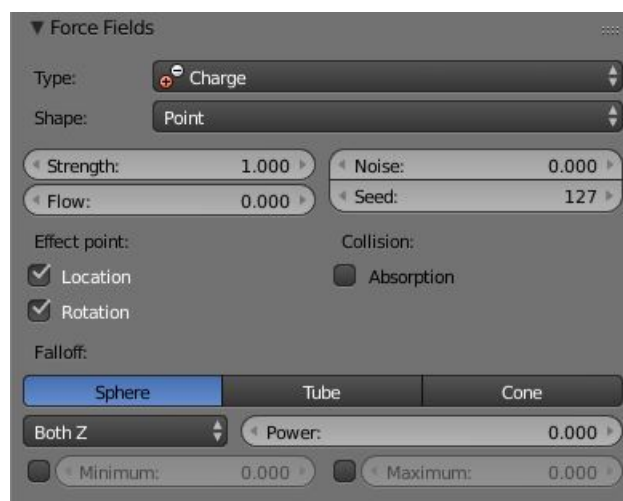 Force Fields
Type: Charge
Shape: Point
Strength: 1.000 Noise: 0.000
Flow: 0.000 Seed: 127
Effect point: Collision:
Location Absorption
Rotation
Falloff:
Sphere Tube Cone
Both Z Power: 0.000
Minimum: 0.000 Maximum: 0.000